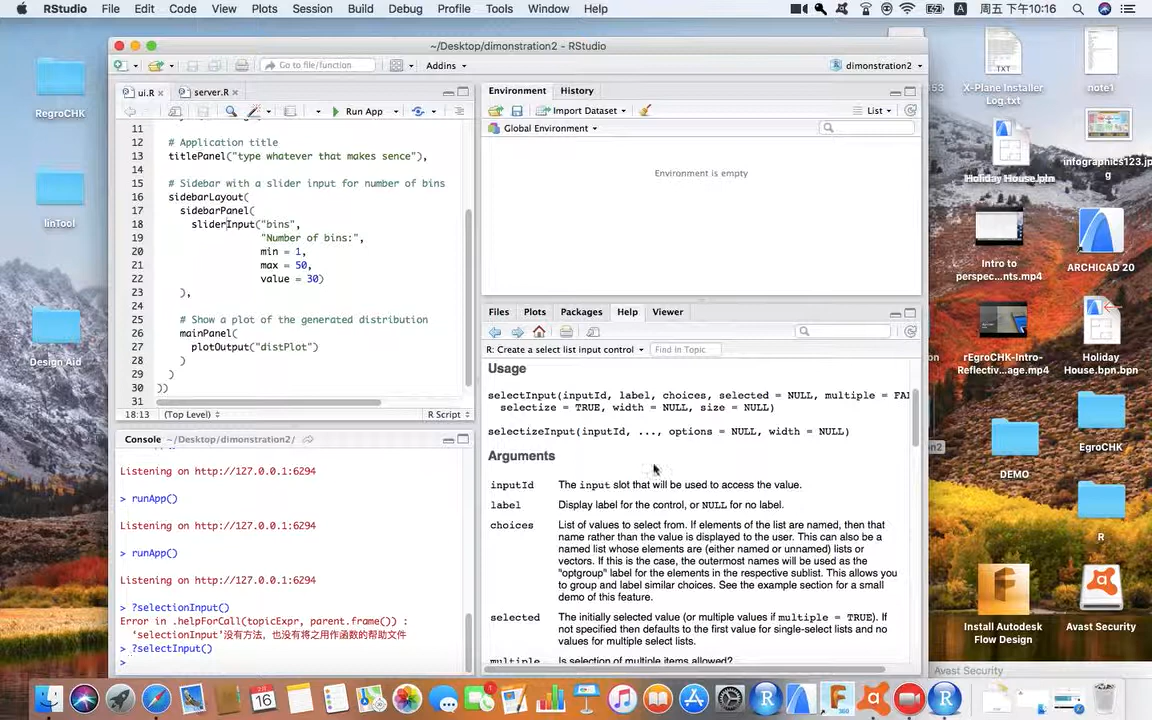 RStudio File Edit Code View Plots Session Build Debug Profile Tools Window Help
周五 下午10:16
~/Desktop/dimonstration2 - RStudio
Go to file/function
Addins
dimonstration2
ui.R
server.R
Run App
11
12 # Application title
13 titlePanel("type whatever that makes sence"),
14
15 # Sidebar with a slider input for number of bins
16 sidebarLayout(
17 sidebarPanel(
18 sliderInput("bins",
19 "Number of bins:",
20 min = 1,
21 max = 50,
22 value = 30)
23 ),
24
25 # Show a plot of the generated distribution
26 mainPanel(
27 plotOutput("distPlot")
28 )
29 )
30 ))
31
18:13 (Top Level) R Script
Console ~/Desktop/dimonstration2/
Listening on http://127.0.0.1:6294
> runApp()
Listening on http://127.0.0.1:6294
> runApp()
Listening on http://127.0.0.1:6294
> ?selectionInput()
Error in .helpForCall(topicExpr, parent.frame()) :
‘selectionInput’没有方法，也没有将之用作函数的帮助文件
> ?selectInput()
>
Environment History
Import Dataset
List
Global Environment
Environment is empty
Files Plots Packages Help Viewer
R: Create a select list input control
Find in Topic
Usage
selectInput(inputId, label, choices, selected = NULL, multiple = FAL
selectize = TRUE, width = NULL, size = NULL)
selectizeInput(inputId, ..., options = NULL, width = NULL)
Arguments
inputId The input slot that will be used to access the value.
label Display label for the control, or NULL for no label.
choices List of values to select from. If elements of the list are named, then that
name rather than the value is displayed to the user. This can also be a
named list whose elements are (either named or unnamed) lists or
vectors. If this is the case, the outermost names will be used as the
"optgroup" label for the elements in the respective sublist. This allows you
to group and label similar choices. See the example section for a small
demo of this feature.
selected The initially selected value (or multiple values if multiple = TRUE). If
not specified then defaults to the first value for single-select lists and no
values for multiple select lists.
multiple Is selection of multiple items allowed?
RegroCHK
linTool
Design Aid
TXT
X-Plane Installer
Log.txt
note1
Holiday House.pln
infographics123.jp
g
Intro to
perspec...nts.mp4
ARCHICAD 20
rEgroCHK-Intro-
Reflectiv...age.mp4
Holiday
House.bpn.bpn
DEMO
EgroCHK
R
Install Autodesk
Flow Design
Avast Security
Avast Security
2月
16
360